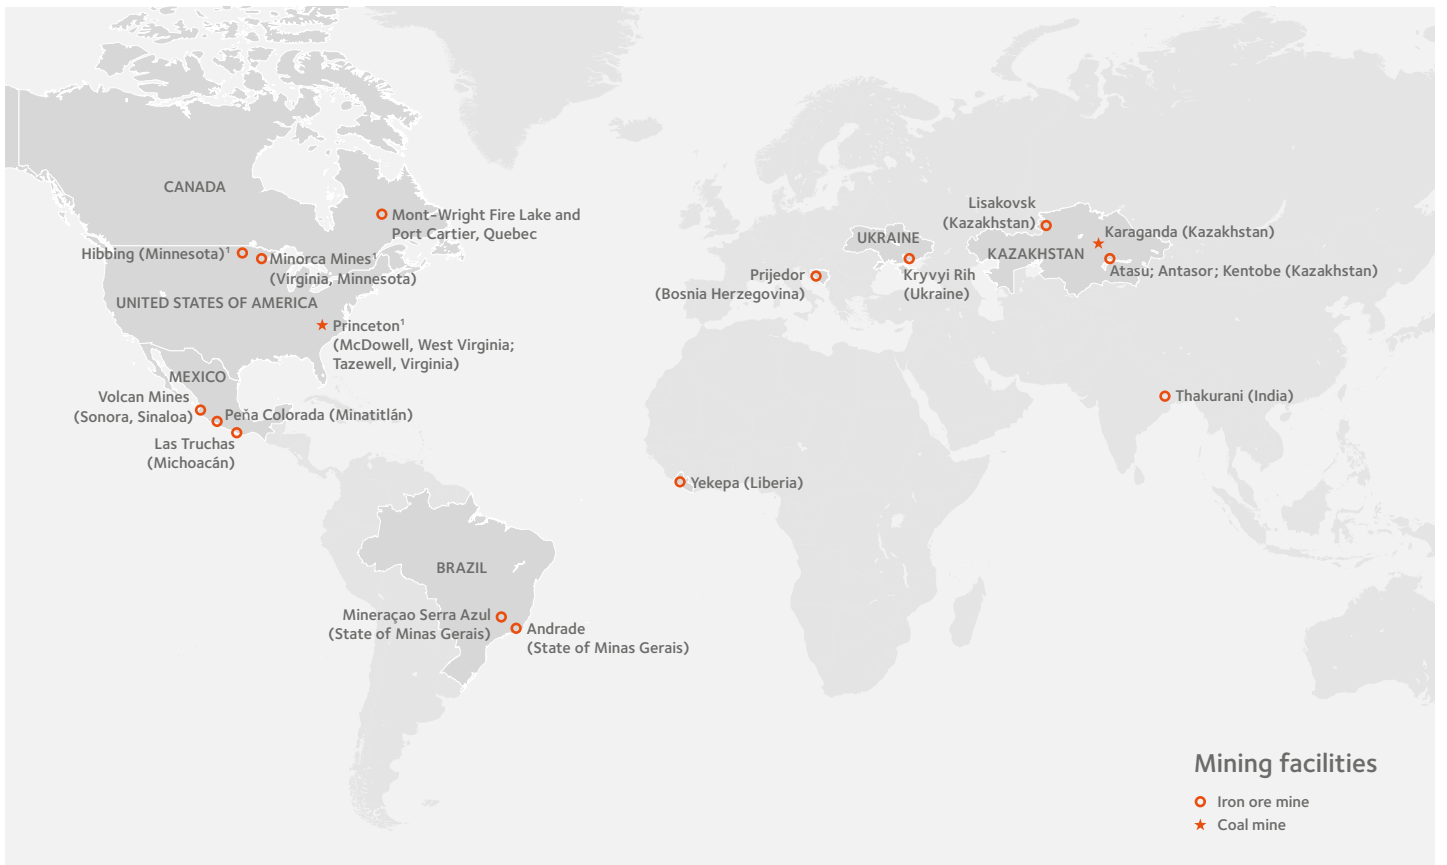 CANADA
Mont-Wright Fire Lake and
Port Cartier, Quebec
Hibbing (Minnesota)¹
Minorca Mines¹
(Virginia, Minnesota)
UNITED STATES OF AMERICA
Princeton¹
(McDowell, West Virginia;
Tazewell, Virginia)
MEXICO
Volcan Mines
(Sonora, Sinaloa)
Peňa Colorada (Minatitlán)
Las Truchas
(Michoacán)
BRAZIL
Mineraçao Serra Azul
(State of Minas Gerais)
Andrade
(State of Minas Gerais)
Yekepa (Liberia)
Prijedor
(Bosnia Herzegovina)
UKRAINE
Kryvyi Rih
(Ukraine)
Lisakovsk
(Kazakhstan)
KAZAKHSTAN
Karaganda (Kazakhstan)
Atasu; Antasor; Kentobe (Kazakhstan)
Thakurani (India)
Mining facilities
Iron ore mine
Coal mine